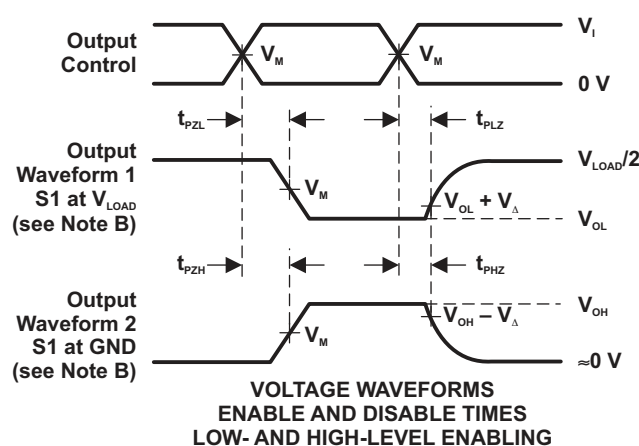 Output
Control
V_M
V_M
V_I
0 V
t_PZL
t_PLZ
Output
Waveform 1
S1 at V_LOAD
(see Note B)
V_M
V_OL + V_Δ
V_LOAD/2
V_OL
t_PZH
t_PHZ
Output
Waveform 2
S1 at GND
(see Note B)
V_M
V_OH – V_Δ
V_OH
≈0 V
VOLTAGE WAVEFORMS
ENABLE AND DISABLE TIMES
LOW- AND HIGH-LEVEL ENABLING